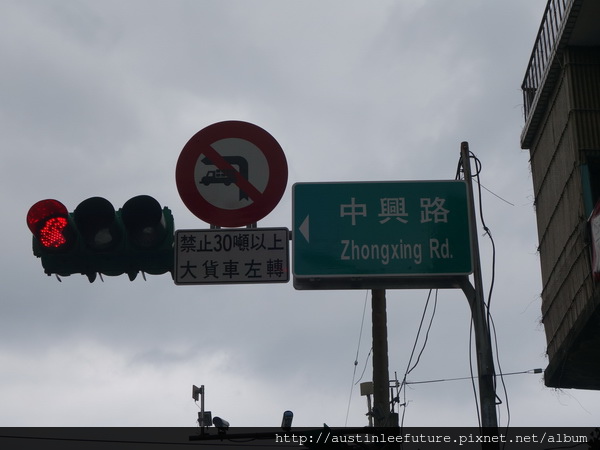 中興路
Zhongxing Rd.
禁止30噸以上
大貨車左轉
http://austinleefuture.pixnet.net/album